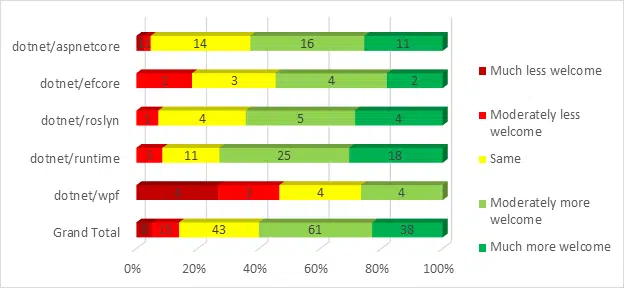 dotnet/aspnetcore 14 16 11
dotnet/efcore 2 3 4 2
dotnet/roslyn 4 5 4
dotnet/runtime 11 25 18
dotnet/wpf 4 4
Grand Total 43 61 38
0% 20% 40% 60% 80% 100%
Much less welcome
Moderately less
welcome
Same
Moderately more
welcome
Much more welcome